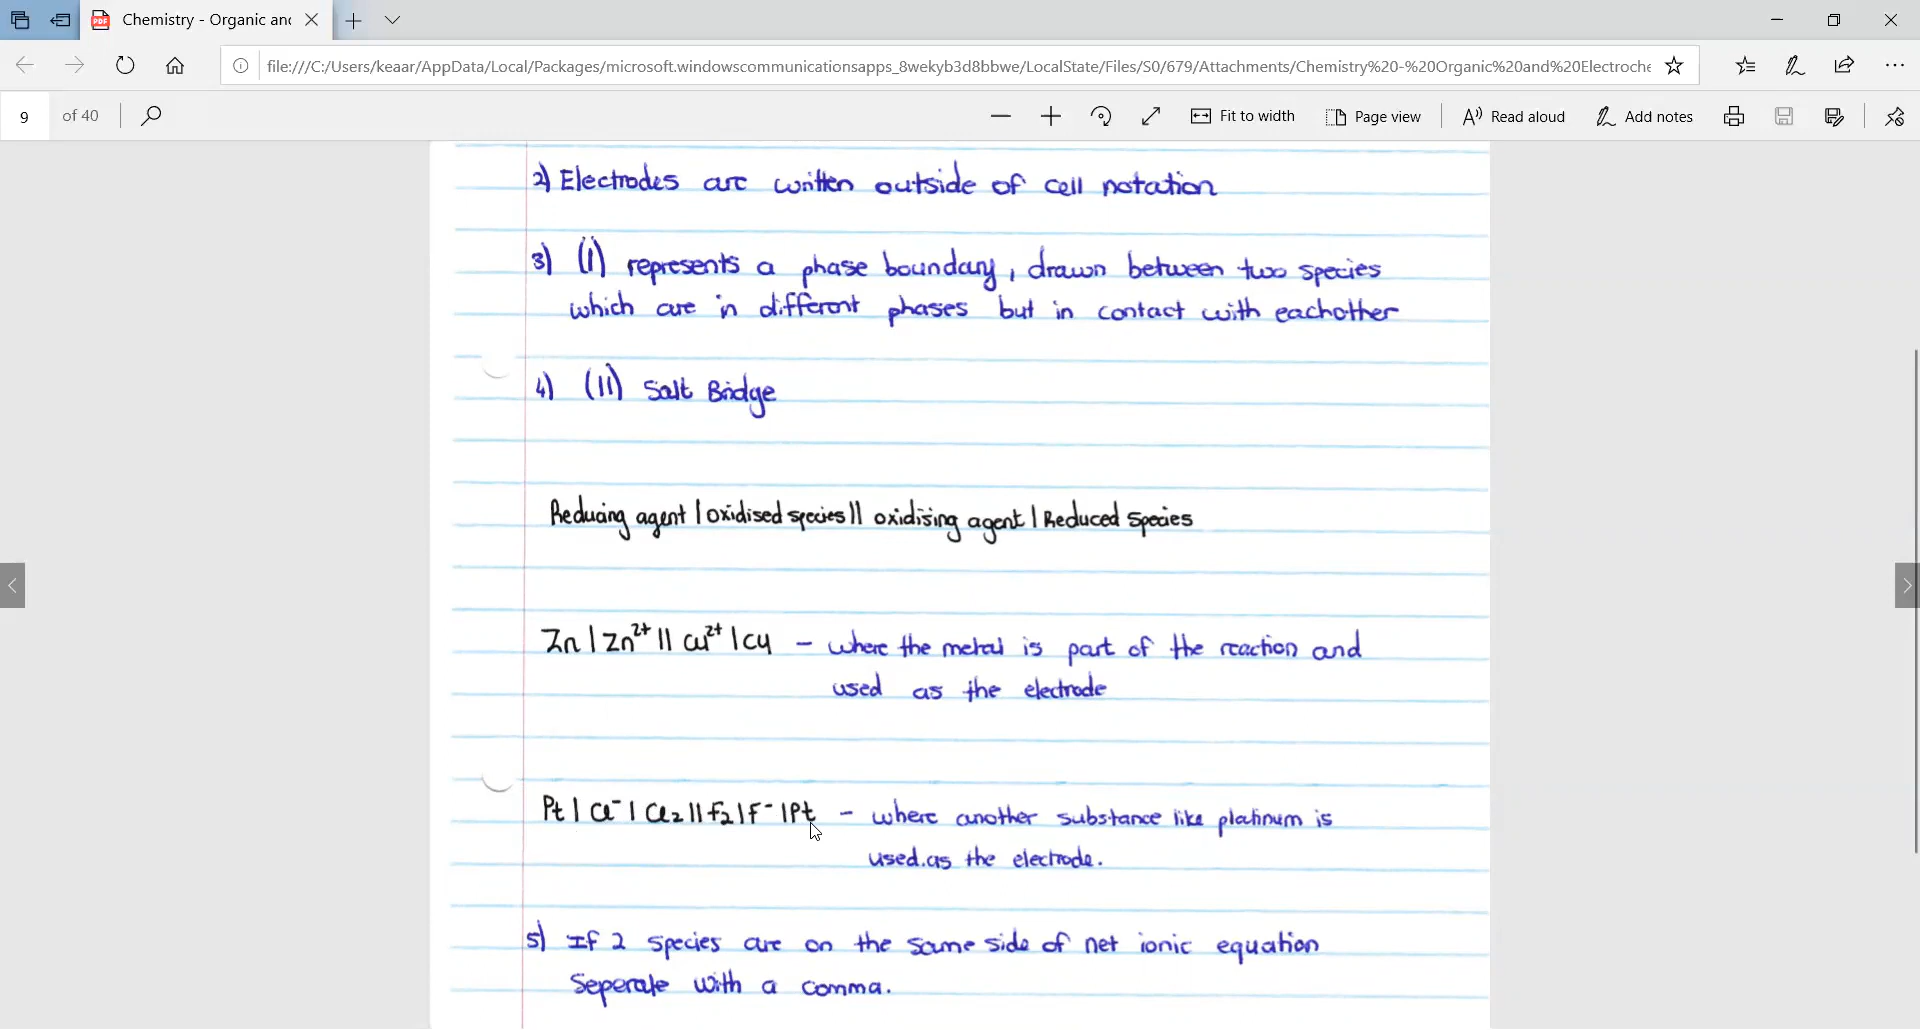 Chemistry - Organic and
file:///C:/Users/keaar/AppData/Local/Packages/microsoft.windowscommunicationsapps_8wekyb3d8bbwe/LocalState/Files/S0/679/Attachments/Chemistry%20-%20Organic%20and%20Electroche
9 of 40 Fit to width Page view Read aloud Add notes
2) Electrodes are written outside of cell notation
3) (|) represents a phase boundary, drawn between two species
which are in different phases but in contact with eachother
4) (||) Salt Bridge
Reducing agent | oxidised species || oxidising agent | Reduced species
Zn | Zn²⁺ || Cu²⁺ | Cu – where the metal is part of the reaction and
used as the electrode
Pt | Cl⁻ | Cl₂ || F₂ | F⁻ | Pt – where another substance like platinum is
used.as the electrode.
5) If 2 species are on the same side of net ionic equation
Seperate with a comma.